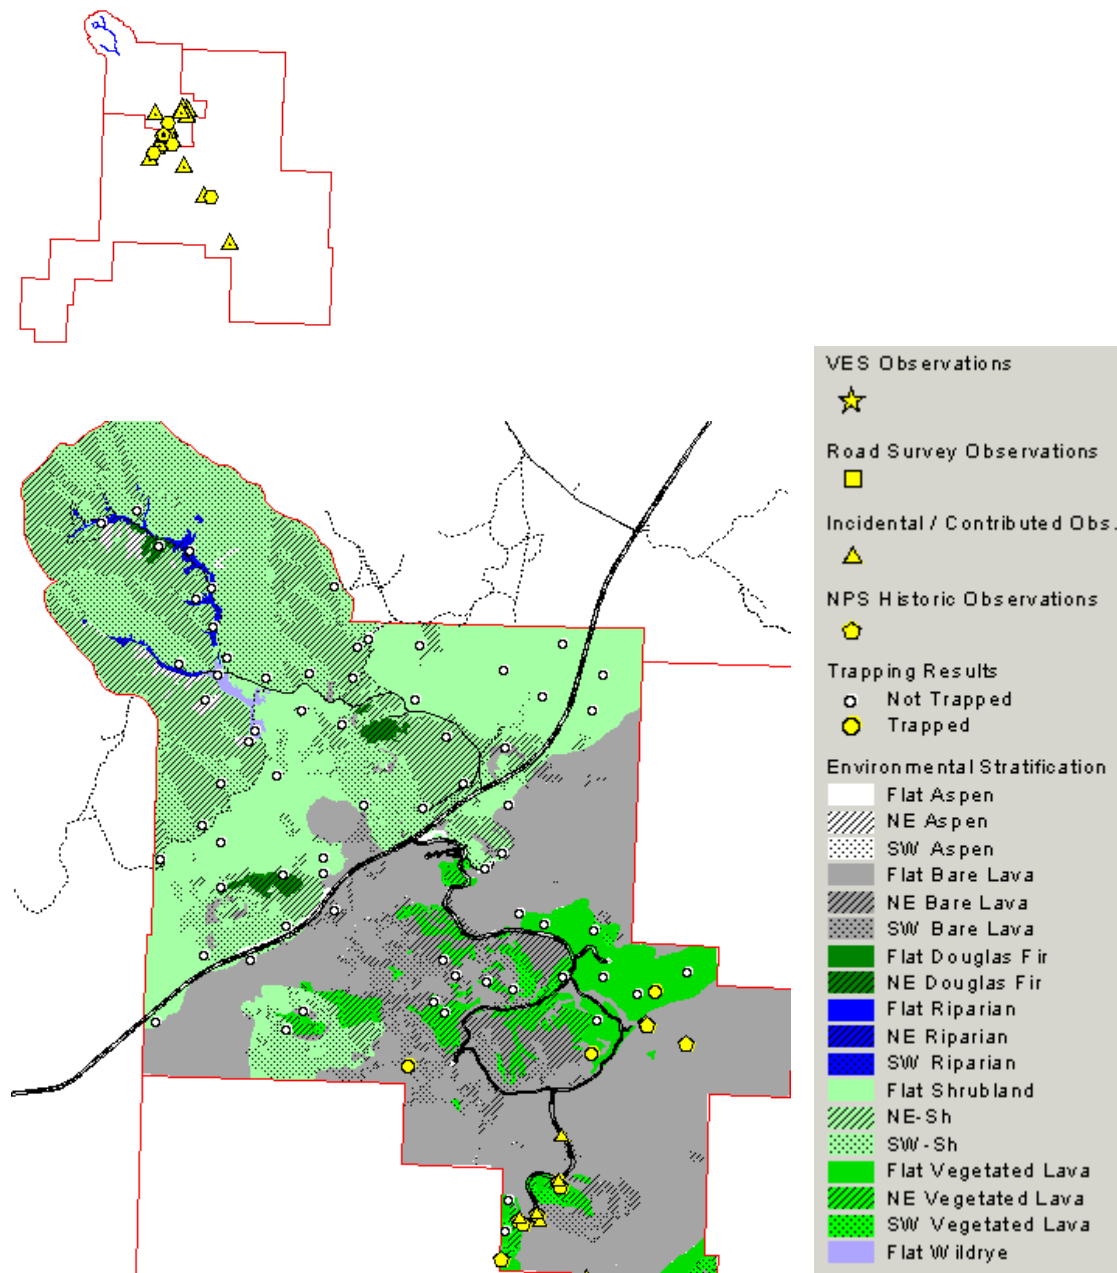 VES Observations
Road Survey Observations
Incidental / Contributed Obs.
NPS Historic Observations
Trapping Results
Not Trapped
Trapped
Environmental Stratification
Flat Aspen
NE Aspen
SW Aspen
Flat Bare Lava
NE Bare Lava
SW Bare Lava
Flat Douglas Fir
NE Douglas Fir
Flat Riparian
NE Riparian
SW Riparian
Flat Shrubland
NE-Sh
SW-Sh
Flat Vegetated Lava
NE Vegetated Lava
SW Vegetated Lava
Flat Wildrye